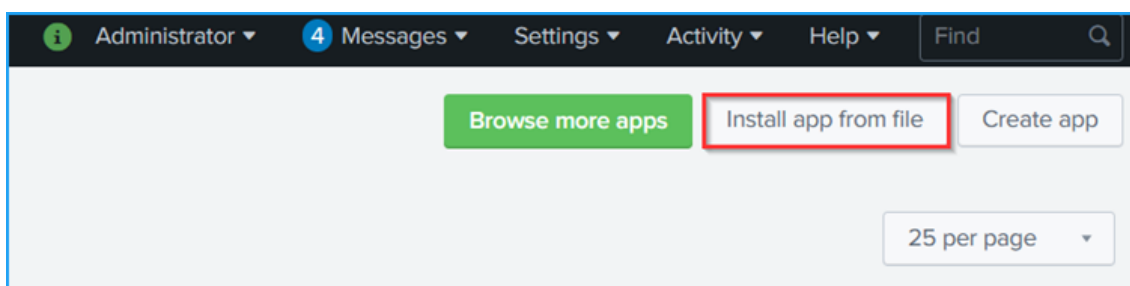 i Administrator 4 Messages Settings Activity Help Find
Browse more apps Install app from file Create app
25 per page